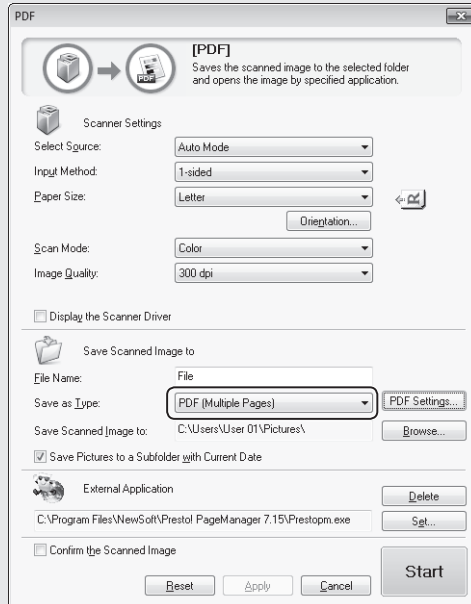 PDF
[PDF]
Saves the scanned image to the selected folder
and opens the image by specified application.
PDF
Scanner Settings
Select Source: Auto Mode
Input Method: 1-sided
Paper Size: Letter
R
Orientation...
Scan Mode: Color
Image Quality: 300 dpi
Display the Scanner Driver
Save Scanned Image to
File Name: File
Save as Type: PDF (Multiple Pages) PDF Settings...
Save Scanned Image to: C:\Users\User 01\Pictures\ Browse...
Save Pictures to a Subfolder with Current Date
External Application Delete
C:\Program Files\NewSoft\Presto! PageManager 7.15\Prestopm.exe Set...
Confirm the Scanned Image
Start
Reset Apply Cancel